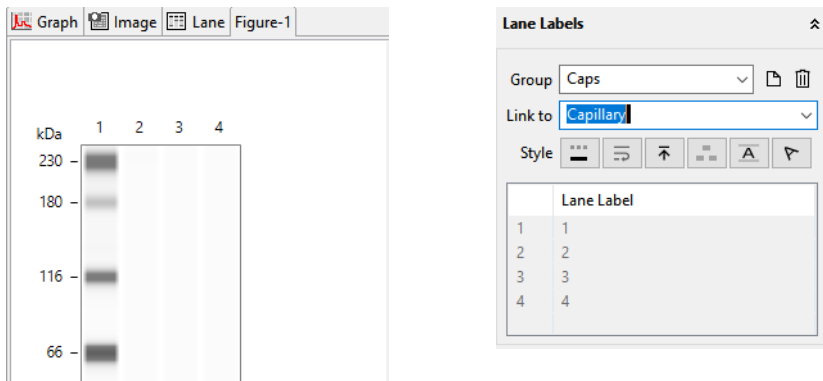 Graph Image Lane Figure-1
kDa 1 2 3 4
230
180
116
66
Lane Labels
Group Caps
Link to Capillary
Style A A
Lane Label
1 1
2 2
3 3
4 4